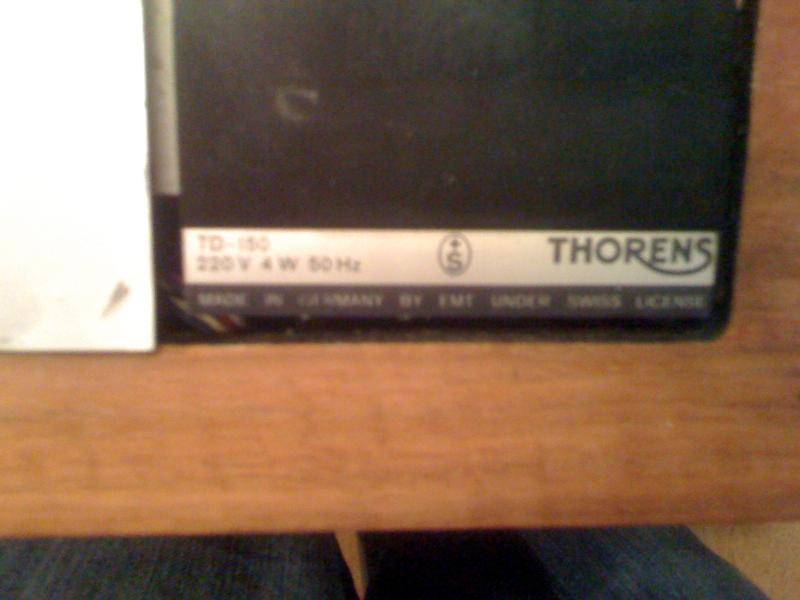 TD-150
220 V 4 W 50 Hz
+S
THORENS
MADE IN GERMANY BY EMT UNDER SWISS LICENSE